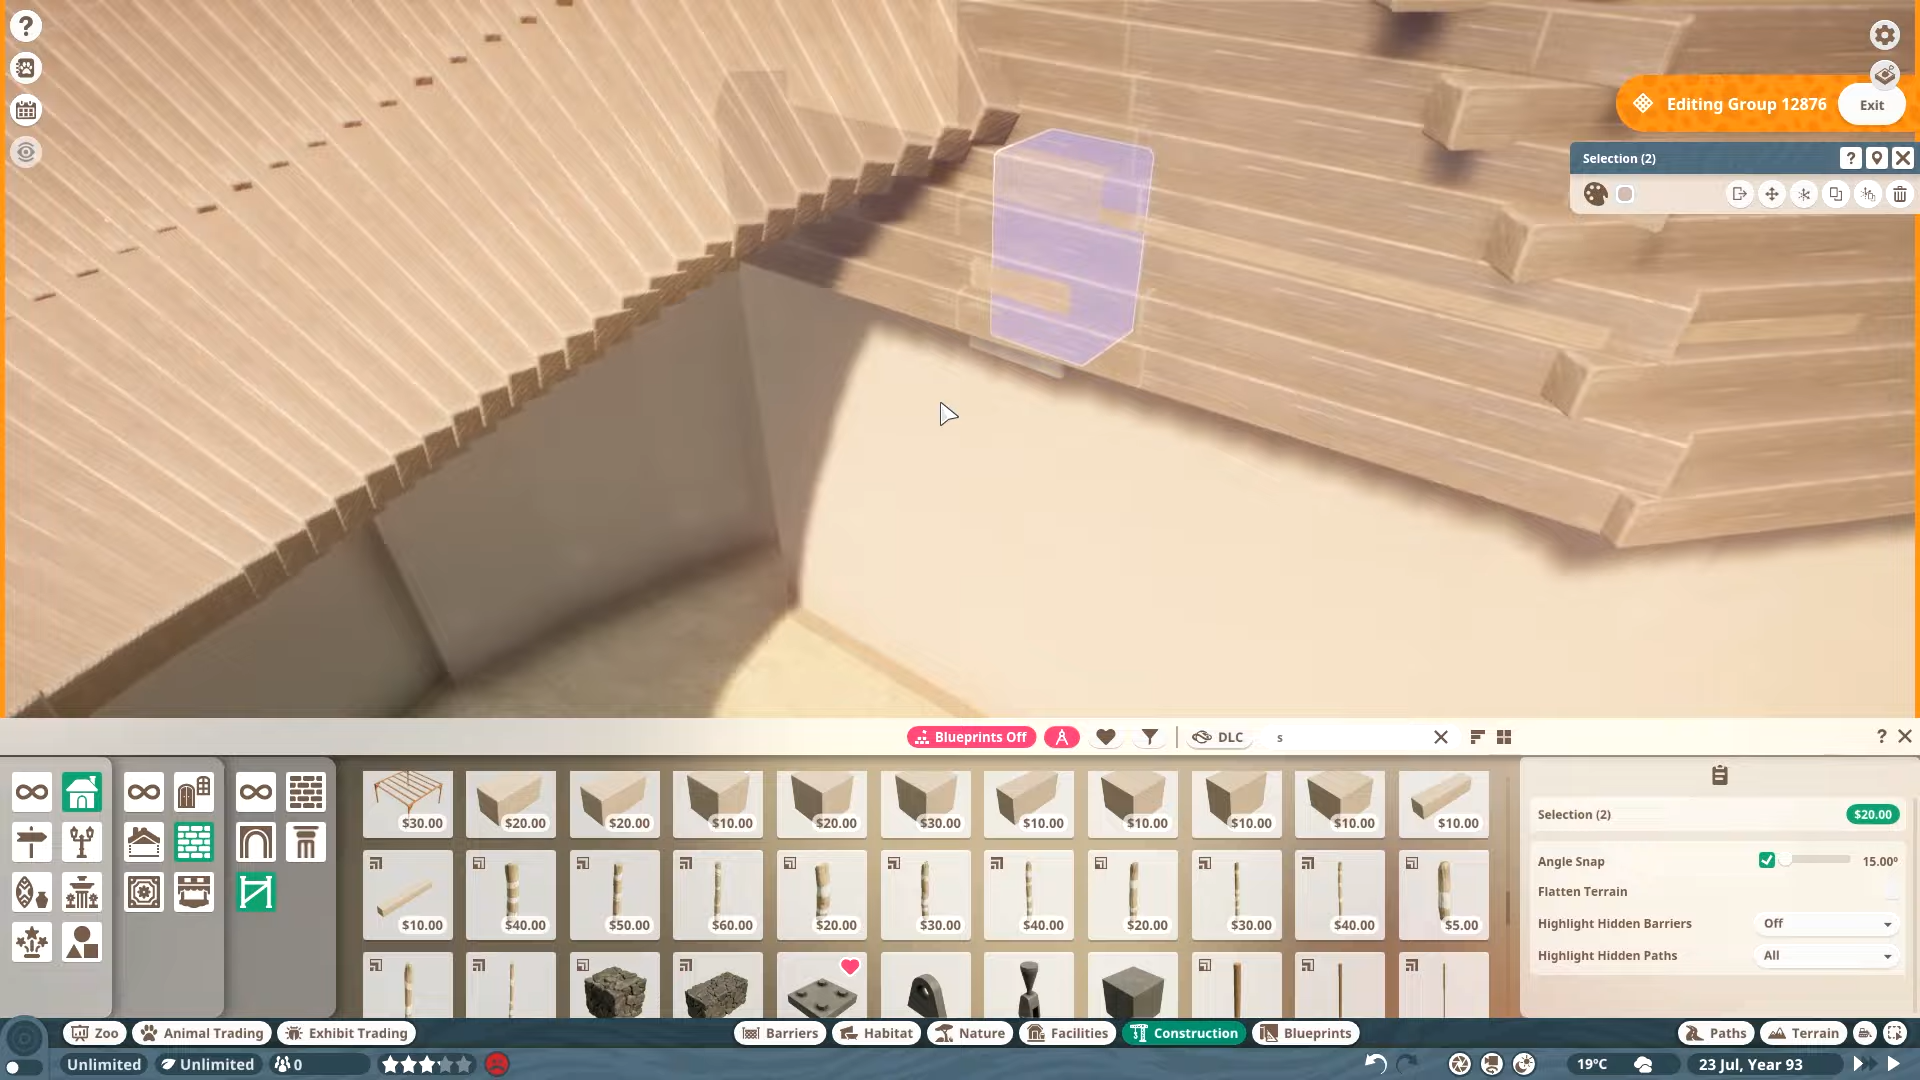 ?
Editing Group 12876
Exit
Selection (2)
?
Blueprints Off
DLC
s
?
$30.00
$20.00
$20.00
$10.00
$20.00
$30.00
$10.00
$10.00
$10.00
$10.00
$10.00
$10.00
$40.00
$50.00
$60.00
$20.00
$30.00
$40.00
$20.00
$30.00
$40.00
$5.00
Selection (2)
$20.00
Angle Snap
15.00°
Flatten Terrain
Highlight Hidden Barriers
Off
Highlight Hidden Paths
All
Zoo
Animal Trading
Exhibit Trading
Barriers
Habitat
Nature
Facilities
Construction
Blueprints
Paths
Terrain
Unlimited
Unlimited
0
19°C
23 Jul, Year 93